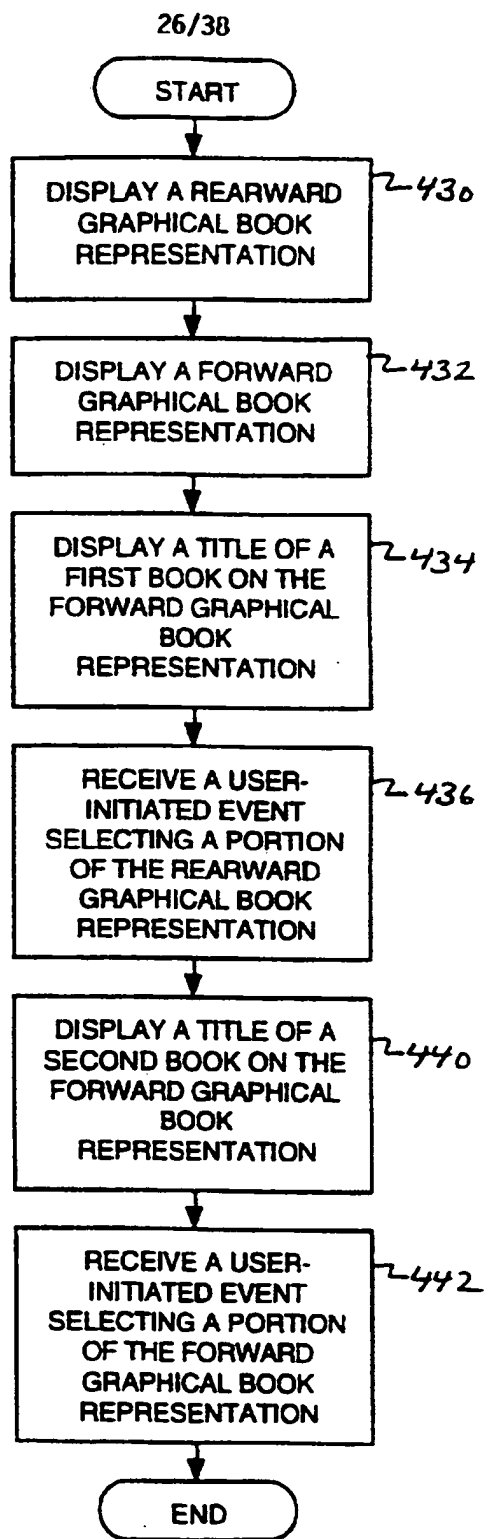 26/38
START
DISPLAY A REARWARD
GRAPHICAL BOOK
REPRESENTATION
430
DISPLAY A FORWARD
GRAPHICAL BOOK
REPRESENTATION
432
DISPLAY A TITLE OF A
FIRST BOOK ON THE
FORWARD GRAPHICAL
BOOK
REPRESENTATION
434
RECEIVE A USER-
INITIATED EVENT
SELECTING A PORTION
OF THE REARWARD
GRAPHICAL BOOK
REPRESENTATION
436
DISPLAY A TITLE OF A
SECOND BOOK ON THE
FORWARD GRAPHICAL
BOOK
REPRESENTATION
440
RECEIVE A USER-
INITIATED EVENT
SELECTING A PORTION
OF THE FORWARD
GRAPHICAL BOOK
REPRESENTATION
442
END